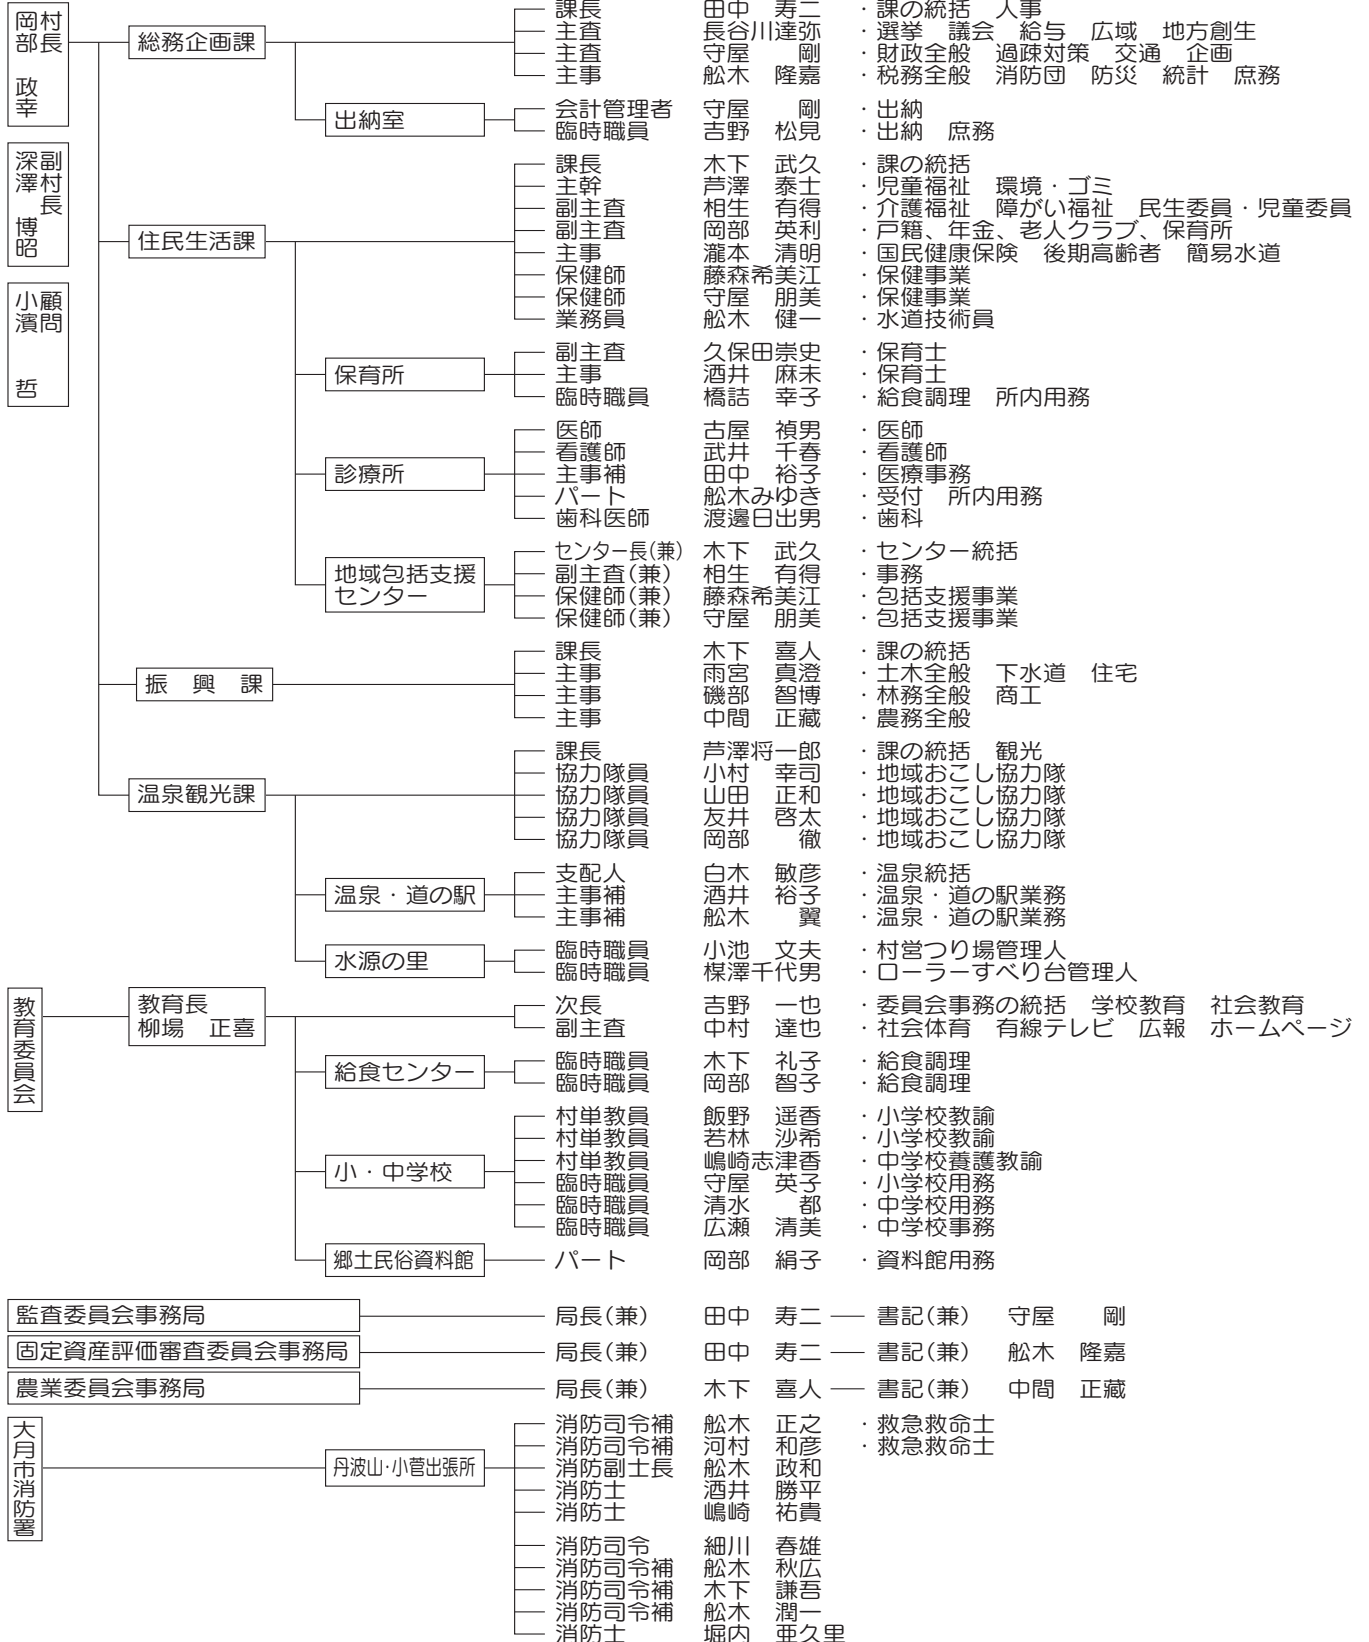 村長
岡部　政幸
副村長
深澤　博昭
顧問
小濱　哲
総務企画課
課長　田中　寿二　・課の統括　人事
主査　長谷川達弥　・選挙　議会　給与　広域　地方創生
主査　守屋　剛　・財政全般　過疎対策　交通　企画
主事　舩木　隆嘉　・税務全般　消防団　防災　統計　庶務
出納室
会計管理者　守屋　剛　・出納
臨時職員　吉野　松見　・出納　庶務
住民生活課
課長　木下　武久　・課の統括
主幹　芦澤　泰士　・児童福祉　環境・ゴミ
副主査　相生　有得　・介護福祉　障がい福祉　民生委員・児童委員
副主査　岡部　英利　・戸籍、年金、老人クラブ、保育所
主事　瀧本　清明　・国民健康保険　後期高齢者　簡易水道
保健師　藤森希美江　・保健事業
保健師　守屋　朋美　・保健事業
業務員　舩木　健一　・水道技術員
保育所
副主査　久保田崇史　・保育士
主事　酒井　麻未　・保育士
臨時職員　橋詰　幸子　・給食調理　所内用務
診療所
医師　古屋　禎男　・医師
看護師　武井　千春　・看護師
主事補　田中　裕子　・医療事務
パート　舩木みゆき　・受付　所内用務
歯科医師　渡邊日出男　・歯科
地域包括支援
センター
センター長(兼)　木下　武久　・センター統括
副主査(兼)　相生　有得　・事務
保健師(兼)　藤森希美江　・包括支援事業
保健師(兼)　守屋　朋美　・包括支援事業
振　興　課
課長　木下　喜人　・課の統括
主事　雨宮　真澄　・土木全般　下水道　住宅
主事　磯部　智博　・林務全般　商工
主事　中間　正藏　・農務全般
温泉観光課
課長　芦澤将一郎　・課の統括　観光
協力隊員　小村　幸司　・地域おこし協力隊
協力隊員　山田　正和　・地域おこし協力隊
協力隊員　友井　啓太　・地域おこし協力隊
協力隊員　岡部　徹　・地域おこし協力隊
温泉・道の駅
支配人　白木　敏彦　・温泉統括
主事補　酒井　裕子　・温泉・道の駅業務
主事補　舩木　翼　・温泉・道の駅業務
水源の里
臨時職員　小池　文夫　・村営つり場管理人
臨時職員　楳澤千代男　・ローラーすべり台管理人
教育委員会
教育長
柳場　正喜
次長　吉野　一也　・委員会事務の統括　学校教育　社会教育
副主査　中村　達也　・社会体育　有線テレビ　広報　ホームページ
給食センター
臨時職員　木下　礼子　・給食調理
臨時職員　岡部　智子　・給食調理
小・中学校
村単教員　飯野　遥香　・小学校教諭
村単教員　若林　沙希　・小学校教諭
村単教員　嶋崎志津香　・中学校養護教諭
臨時職員　守屋　英子　・小学校用務
臨時職員　清水　都　・中学校用務
臨時職員　広瀬　清美　・中学校事務
郷土民俗資料館
パート　岡部　絹子　・資料館用務
監査委員会事務局　局長(兼)　田中　寿二 ― 書記(兼)　守屋　剛
固定資産評価審査委員会事務局　局長(兼)　田中　寿二 ― 書記(兼)　舩木　隆嘉
農業委員会事務局　局長(兼)　木下　喜人 ― 書記(兼)　中間　正藏
大月市消防署
丹波山・小菅出張所
消防司令補　舩木　正之　・救急救命士
消防司令補　河村　和彦　・救急救命士
消防副士長　舩木　政和
消防士　酒井　勝平
消防士　嶋崎　祐貴
消防司令　細川　春雄
消防司令補　舩木　秋広
消防司令補　木下　謙吾
消防司令補　舩木　潤一
消防士　堀内　亜久里